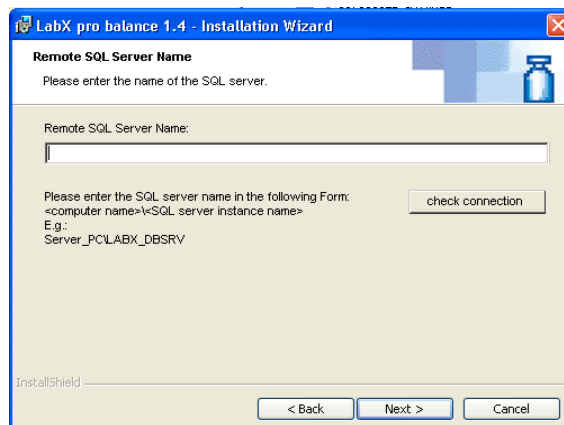 LabX pro balance 1.4 - Installation Wizard
Remote SQL Server Name
Please enter the name of the SQL server.
Remote SQL Server Name:
Please enter the SQL server name in the following Form:
<computer name>\<SQL server instance name>
E.g.:
Server_PC\LABX_DBSRV
check connection
InstallShield
< Back
Next >
Cancel